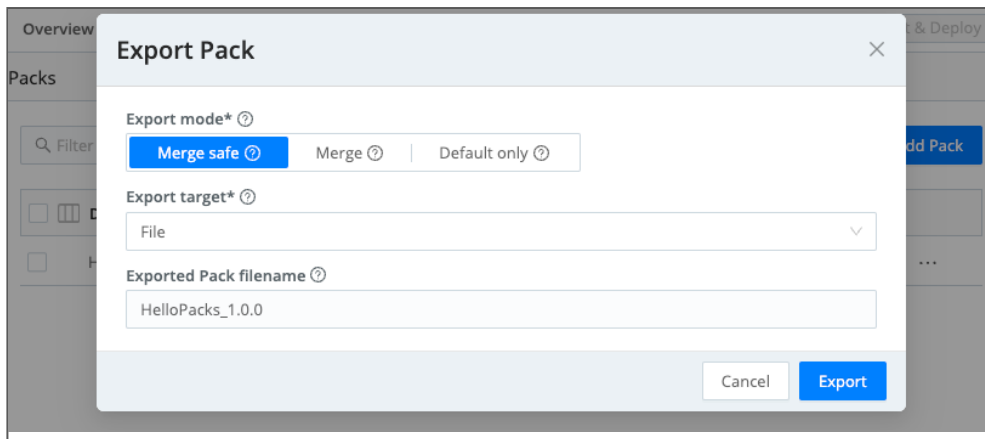 Overview
& Deploy
Export Pack
Packs
Export mode*
Filter
Merge safe
Merge
Default only
dd Pack
Export target*
File
Exported Pack filename
HelloPacks_1.0.0
Cancel
Export